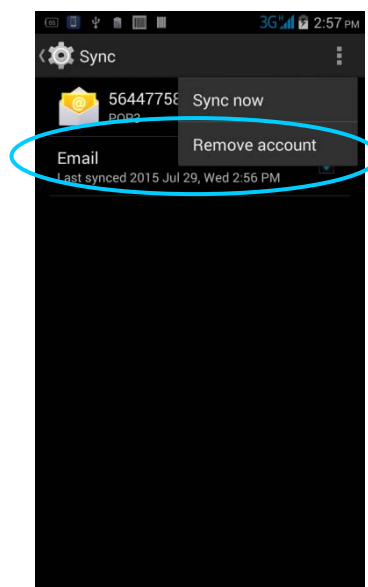 3G 2:57 PM
Sync
56447758
POP3
Sync now
Remove account
Email
Last synced 2015 Jul 29, Wed 2:56 PM